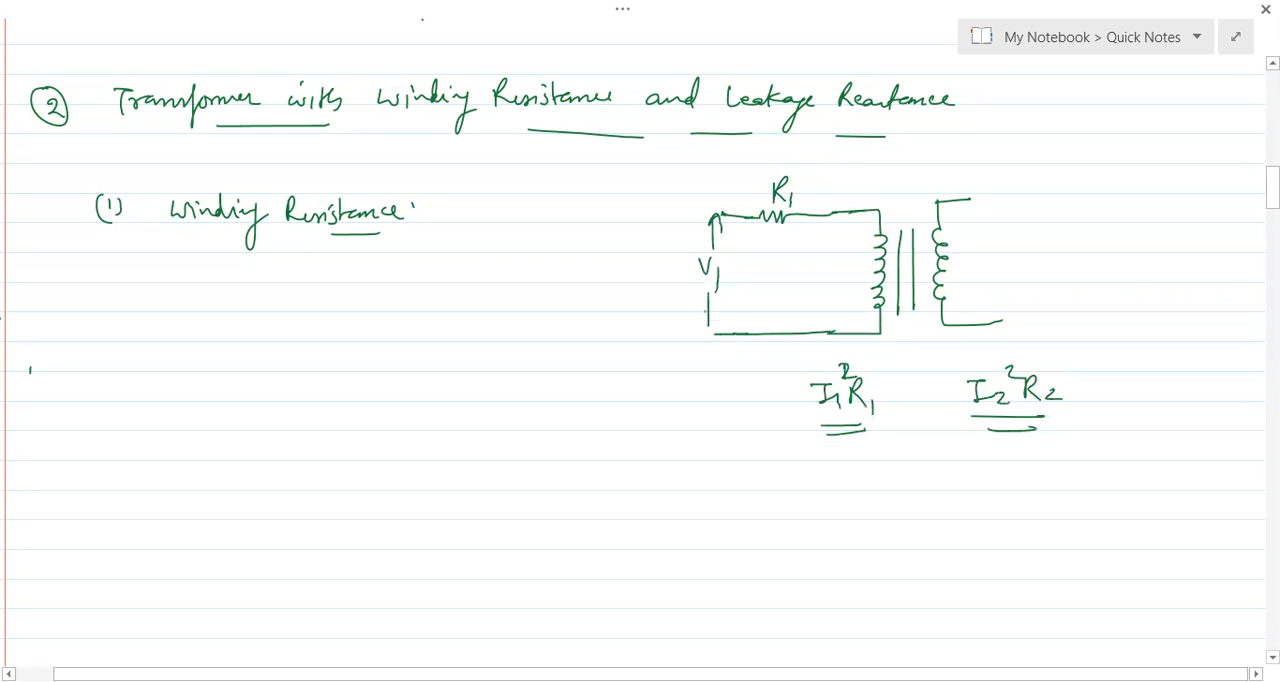 ...
My Notebook > Quick Notes
② Transformer with Winding Resistance and Leakage Reactance
(1) Winding Resistance
R₁
V₁
I₁²R₁ I₂²R₂